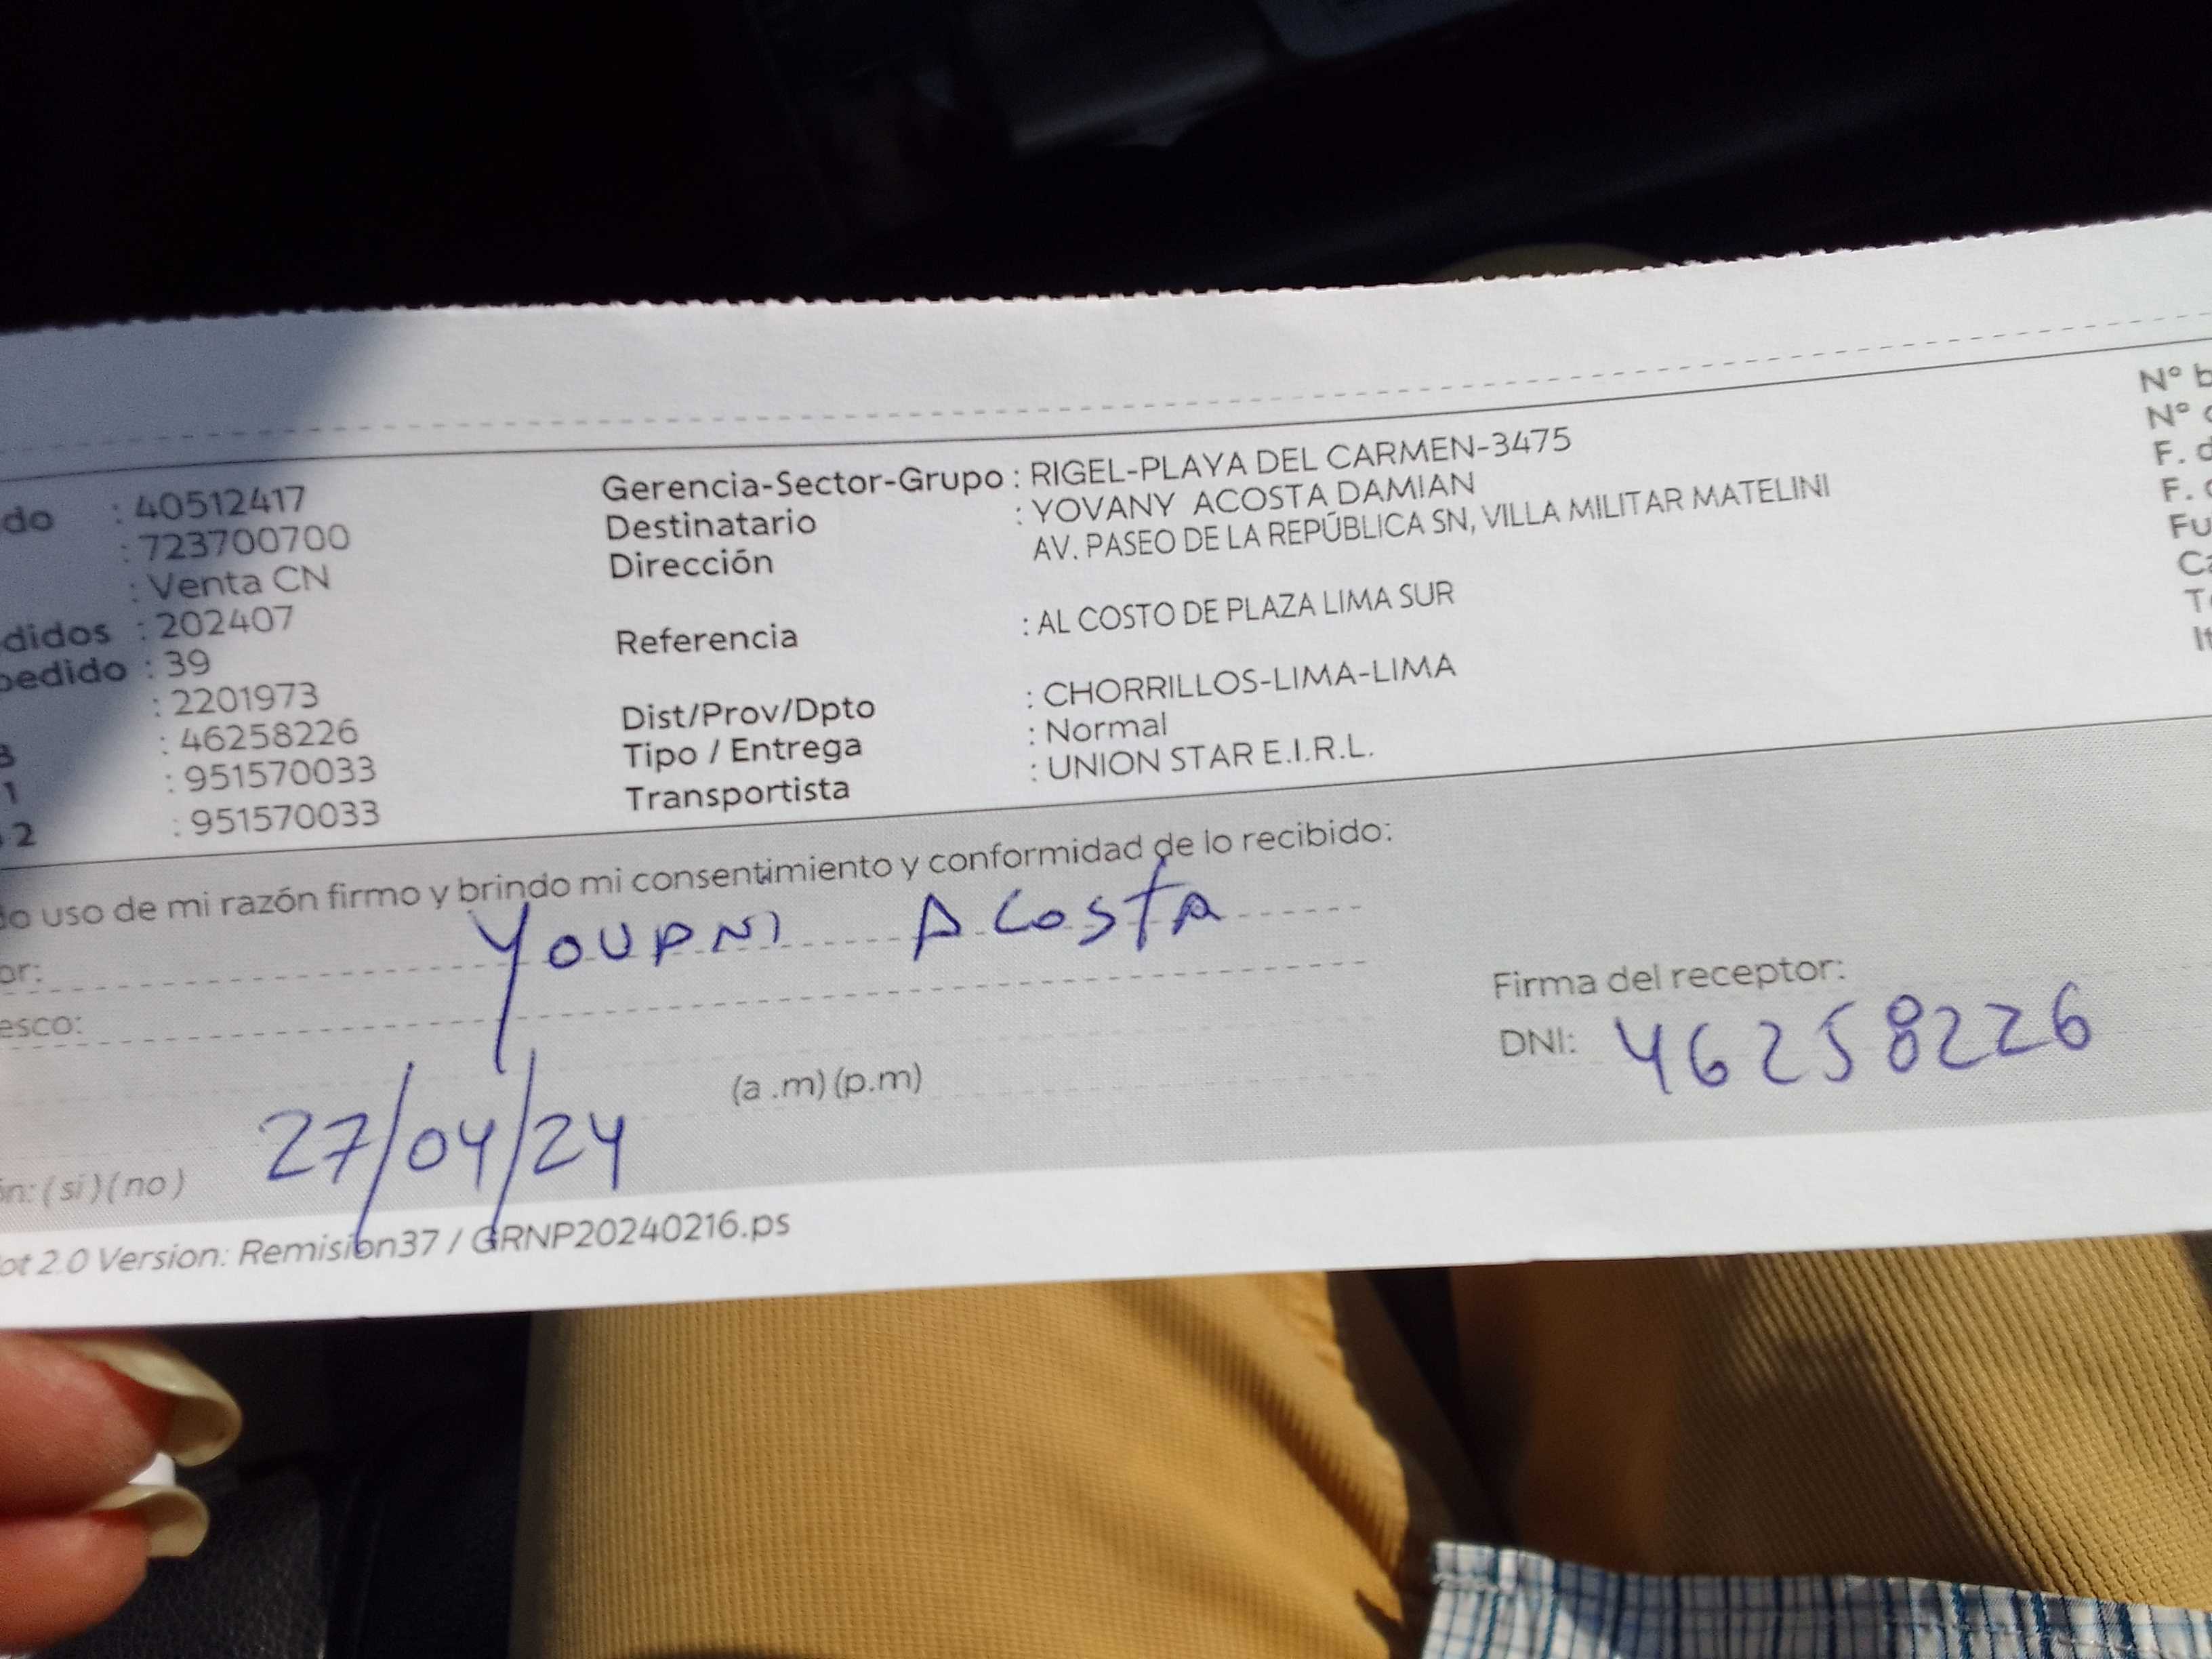 do : 40512417
: 723700700
: Venta CN
didos : 202407
pedido : 39
: 2201973
: 46258226
1 : 951570033
2 : 951570033
Gerencia-Sector-Grupo : RIGEL-PLAYA DEL CARMEN-3475
Destinatario : YOVANY ACOSTA DAMIAN
Dirección AV. PASEO DE LA REPÚBLICA SN, VILLA MILITAR MATELINI
Referencia : AL COSTO DE PLAZA LIMA SUR
Dist/Prov/Dpto : CHORRILLOS-LIMA-LIMA
Tipo / Entrega : Normal
Transportista : UNION STAR E.I.R.L.
N° b
N°
F. d
F.
Fu
Ca
T
It
do uso de mi razón firmo y brindo mi consentimiento y conformidad de lo recibido:
or: YOVANI ACOSTA
esco:
Firma del receptor:
DNI: 46258226
(a .m) (p.m)
27/04/24
ón: ( si ) ( no )
ot 2.0 Version: Remision37 / GRNP20240216.ps